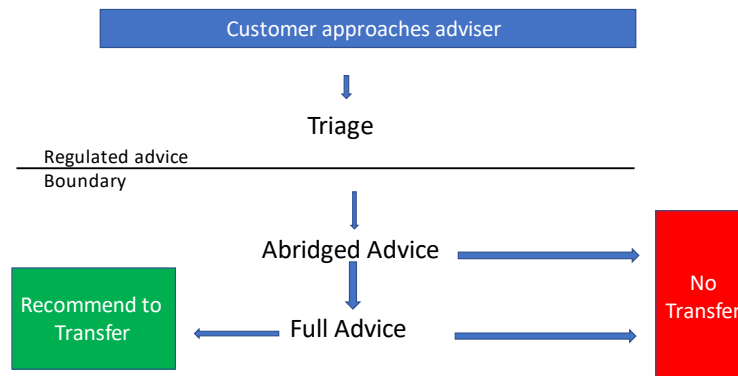 Customer approaches adviser
Triage
Regulated advice
Boundary
Abridged Advice
Recommend to
Transfer
Full Advice
No
Transfer